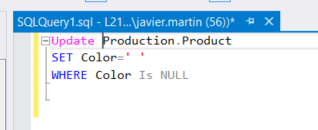 SQLQuery1.sql - L21...\javier.martin (56))*
Update Production.Product
SET Color=' '
WHERE Color Is NULL